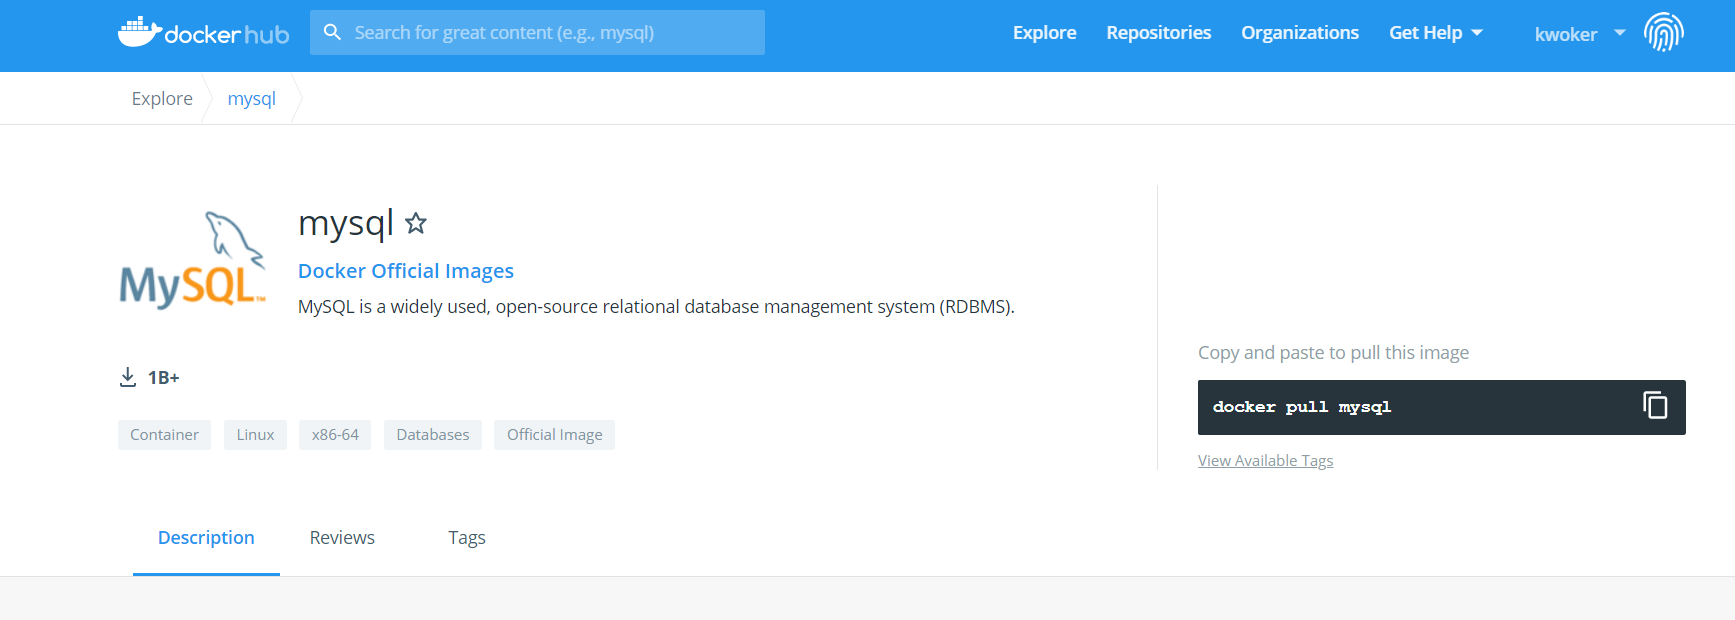 docker hub
Search for great content (e.g., mysql)
Explore
Repositories
Organizations
Get Help
kwoker
Explore
mysql
MySQL™
mysql
Docker Official Images
MySQL is a widely used, open-source relational database management system (RDBMS).
1B+
Container
Linux
x86-64
Databases
Official Image
Copy and paste to pull this image
docker pull mysql
View Available Tags
Description
Reviews
Tags